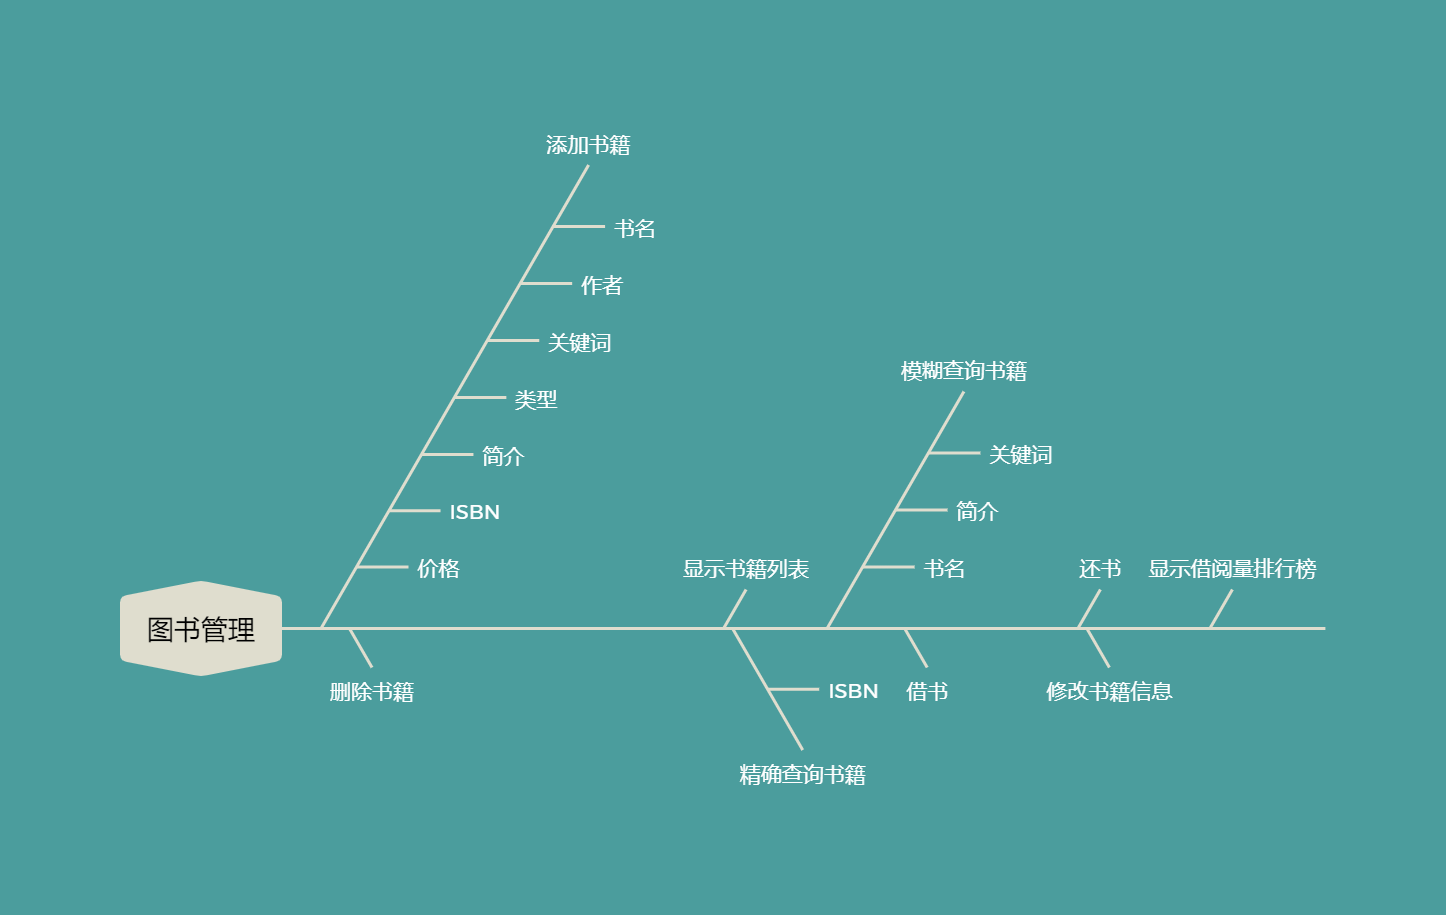 添加书籍
书名
作者
关键词
类型
简介
ISBN
价格
模糊查询书籍
关键词
简介
书名
显示书籍列表
还书
显示借阅量排行榜
图书管理
删除书籍
ISBN
借书
修改书籍信息
精确查询书籍